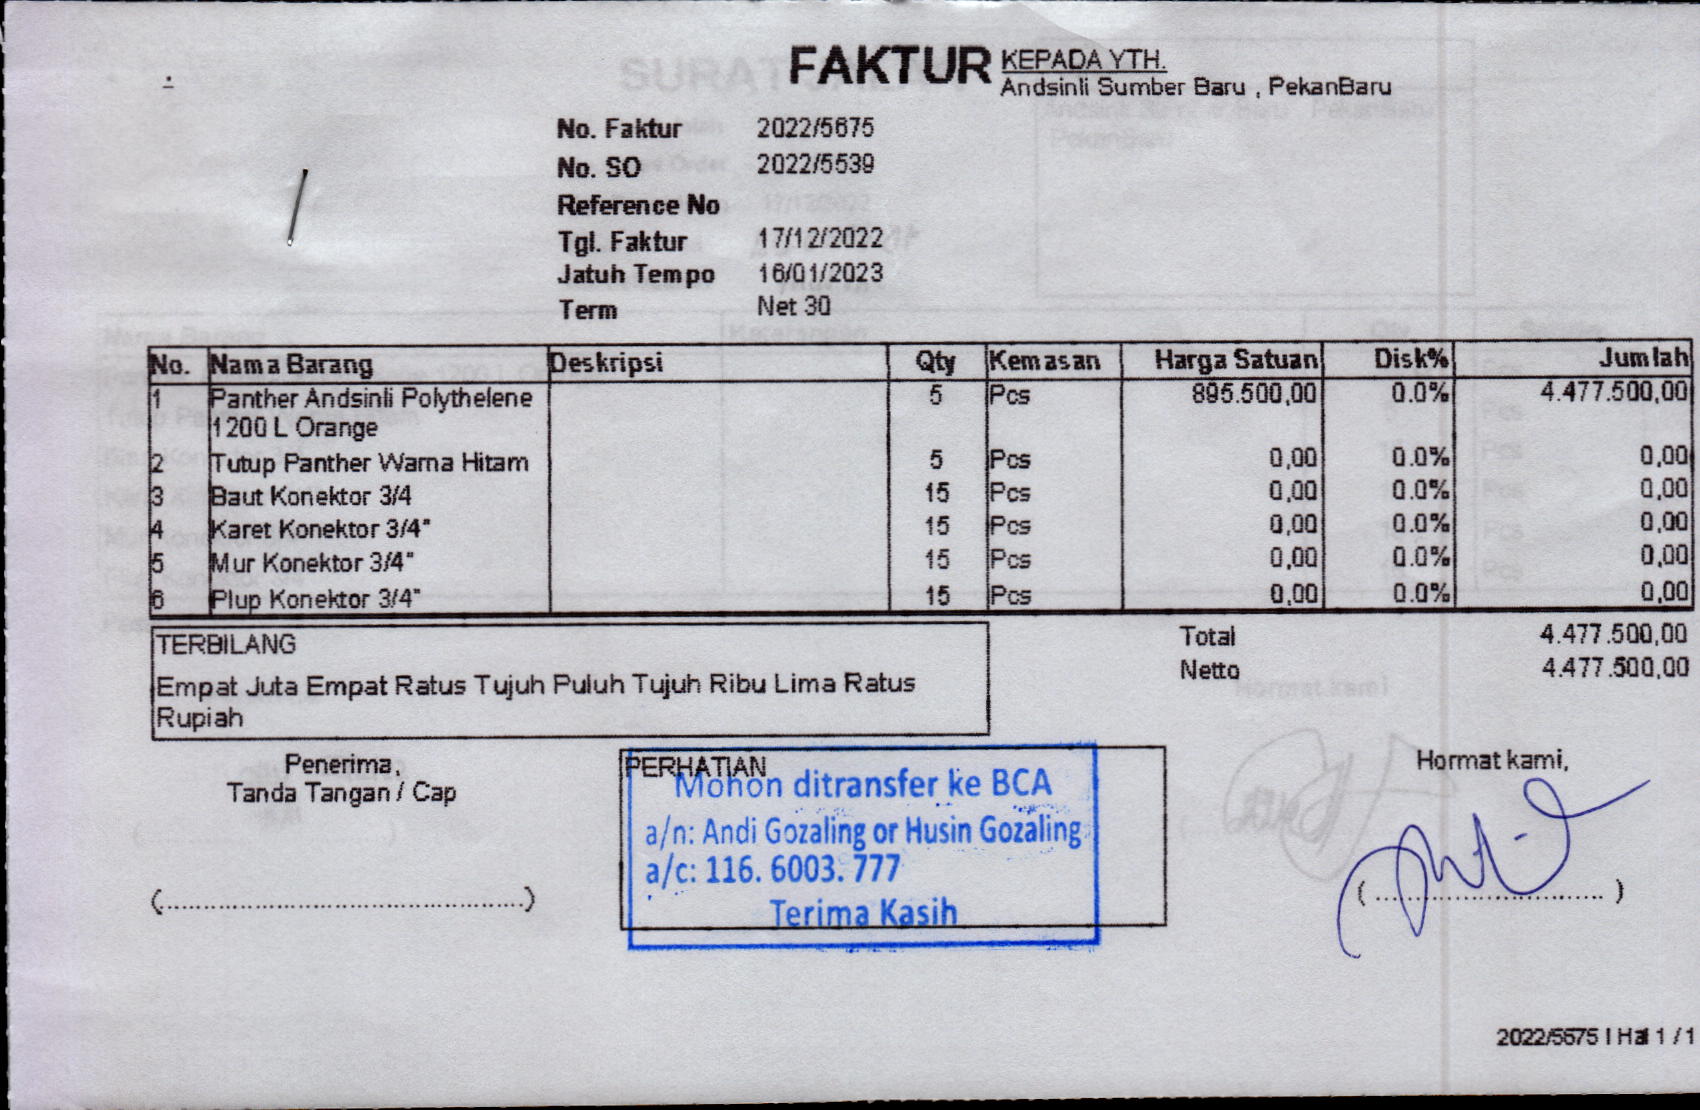 FAKTUR
KEPADA YTH.
Andsinli Sumber Baru , PekanBaru
No. Faktur 2022/5675
No. SO 2022/5539
Reference No
Tgl. Faktur 17/12/2022
Jatuh Tempo 16/01/2023
Term Net 30
No. Nama Barang Deskripsi Qty Kemasan Harga Satuan Disk% Jumlah
1 Panther Andsinli Polythelene 5 Pcs 895.500,00 0.0% 4.477.500,00
1200 L Orange
2 Tutup Panther Warna Hitam 5 Pcs 0,00 0.0% 0,00
3 Baut Konektor 3/4 15 Pcs 0,00 0.0% 0,00
4 Karet Konektor 3/4" 15 Pcs 0,00 0.0% 0,00
5 Mur Konektor 3/4" 15 Pcs 0,00 0.0% 0,00
6 Plup Konektor 3/4" 15 Pcs 0,00 0.0% 0,00
TERBILANG
Empat Juta Empat Ratus Tujuh Puluh Tujuh Ribu Lima Ratus
Rupiah
Total 4.477.500,00
Netto 4.477.500,00
Penerima,
Tanda Tangan / Cap
(..............................................)
PERHATIAN
Mohon ditransfer ke BCA
a/n: Andi Gozaling or Husin Gozaling
a/c: 116. 6003. 777
Terima Kasih
Hormat kami,
(..............................)
2022/5675 | Hal 1 / 1